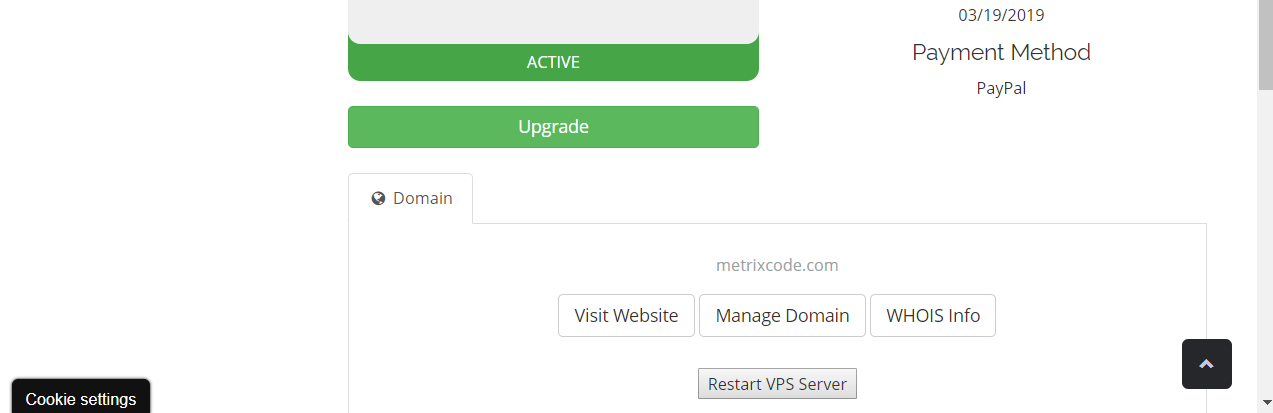 03/19/2019
Payment Method
PayPal
ACTIVE
Upgrade
Domain
metrixcode.com
Visit Website Manage Domain WHOIS Info
Restart VPS Server
Cookie settings